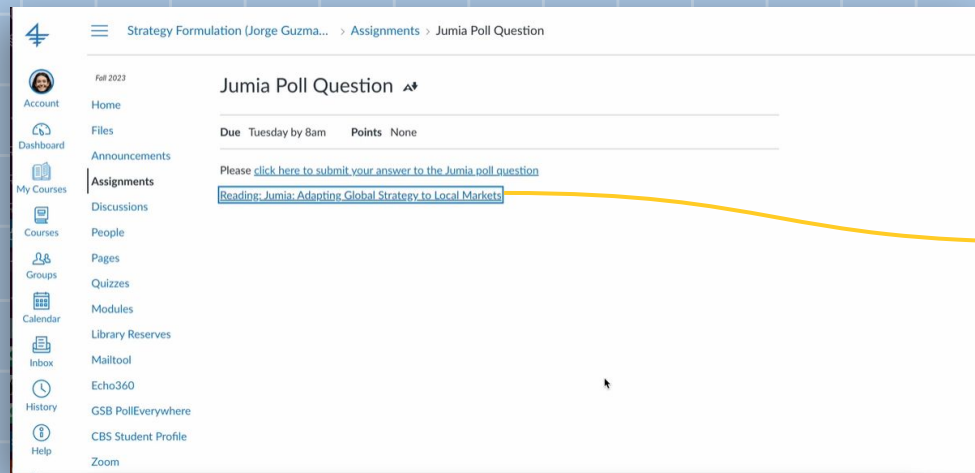 Strategy Formulation (Jorge Guzma... > Assignments > Jumia Poll Question
Account
Dashboard
My Courses
Courses
Groups
Calendar
Inbox
History
Help
Fall 2023
Home
Files
Announcements
Assignments
Discussions
People
Pages
Quizzes
Modules
Library Reserves
Mailtool
Echo360
GSB PollEverywhere
CBS Student Profile
Zoom
Jumia Poll Question
Due Tuesday by 8am Points None
Please click here to submit your answer to the Jumia poll question
Reading: Jumia: Adapting Global Strategy to Local Markets